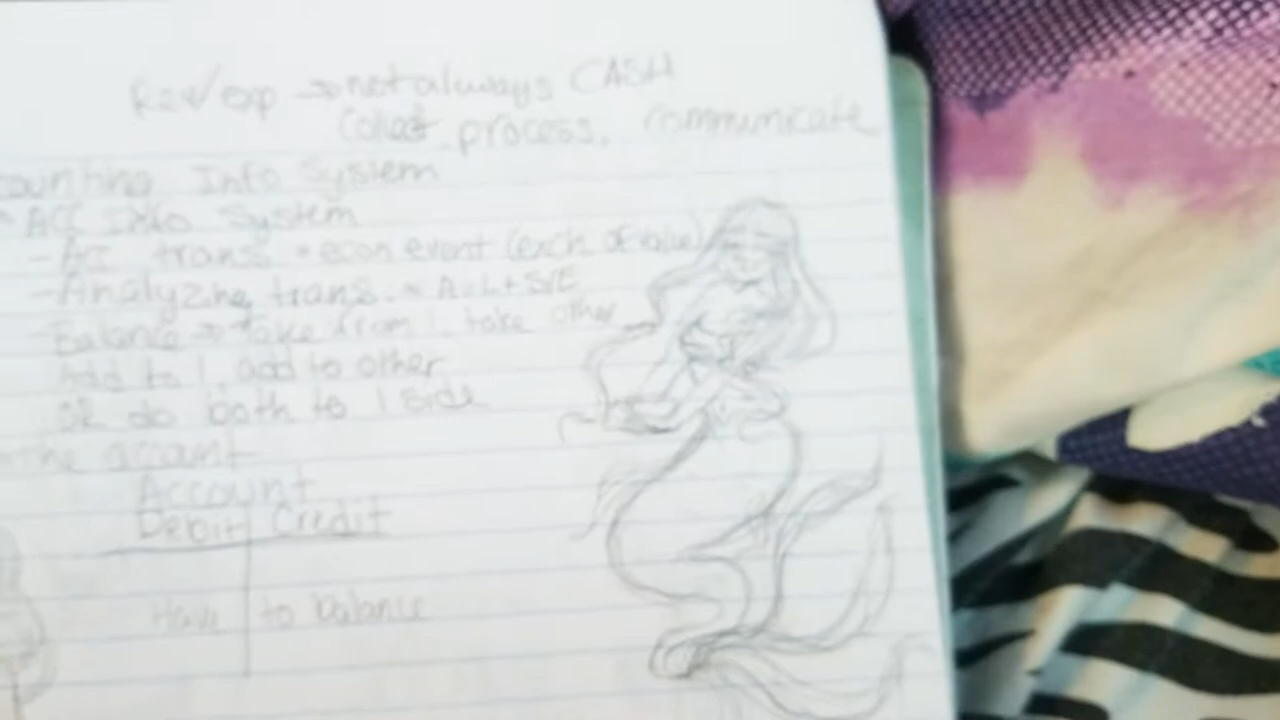 Rev/exp → not always CASH
Collect process, communicate
ounting Info System
ACC Info System
- Acc trans = econ event (exch of value)
- Analyzing trans. = A=L+S/E
- Balance → take from 1, take other
Add to 1, add to other
or do both to 1 side
the account
Account
Debit Credit
Have to balance